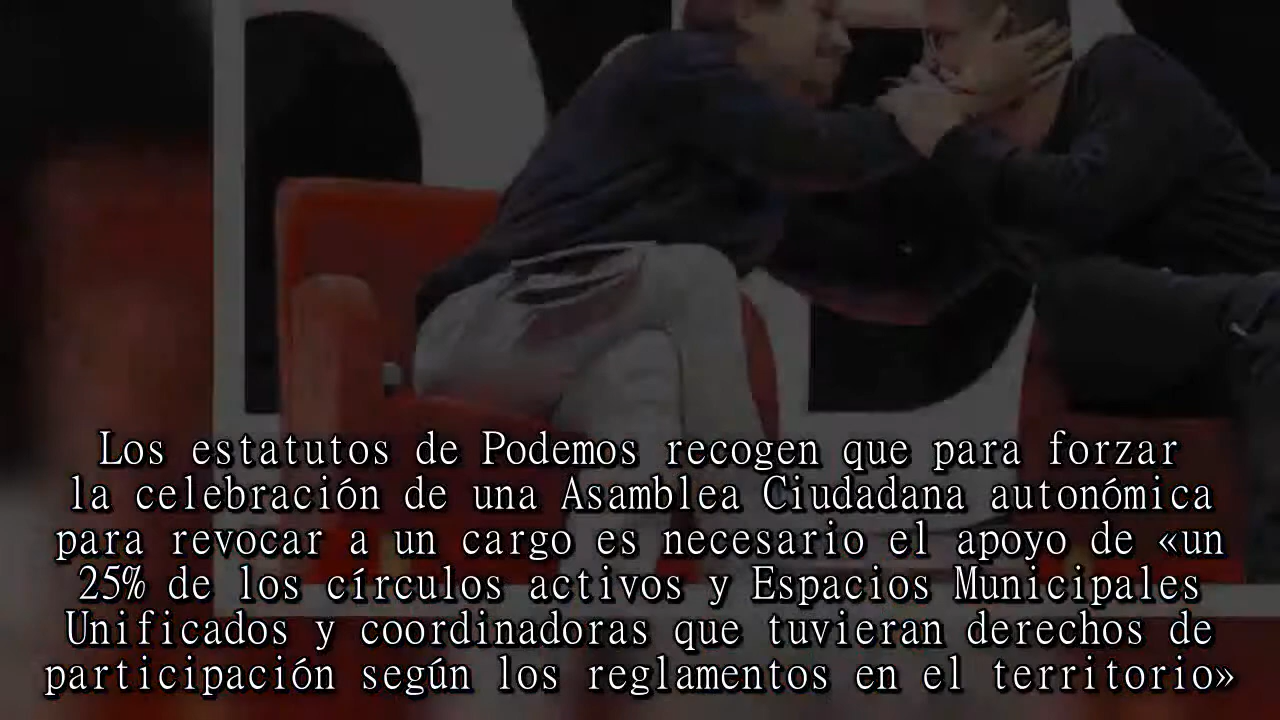 Los estatutos de Podemos recogen que para forzar
la celebración de una Asamblea Ciudadana autonómica
para revocar a un cargo es necesario el apoyo de «un
25% de los círculos activos y Espacios Municipales
Unificados y coordinadoras que tuvieran derechos de
participación según los reglamentos en el territorio»